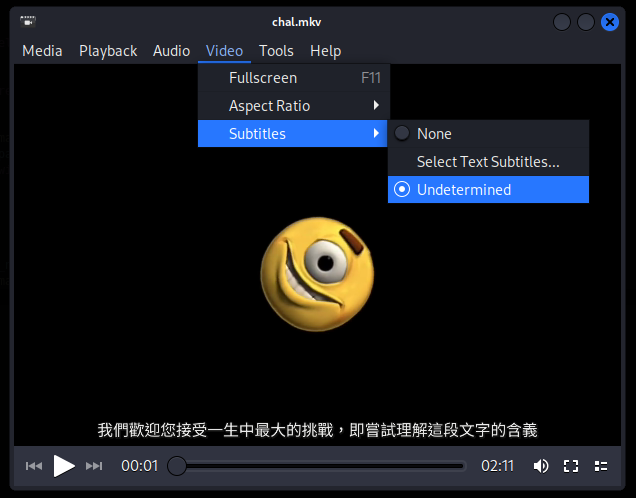 chal.mkv
Media Playback Audio Video Tools Help
Fullscreen F11
Aspect Ratio
Subtitles
None
Select Text Subtitles...
Undetermined
我們歡迎您接受一生中最大的挑戰，即嘗試理解這段文字的含義
00:01 02:11